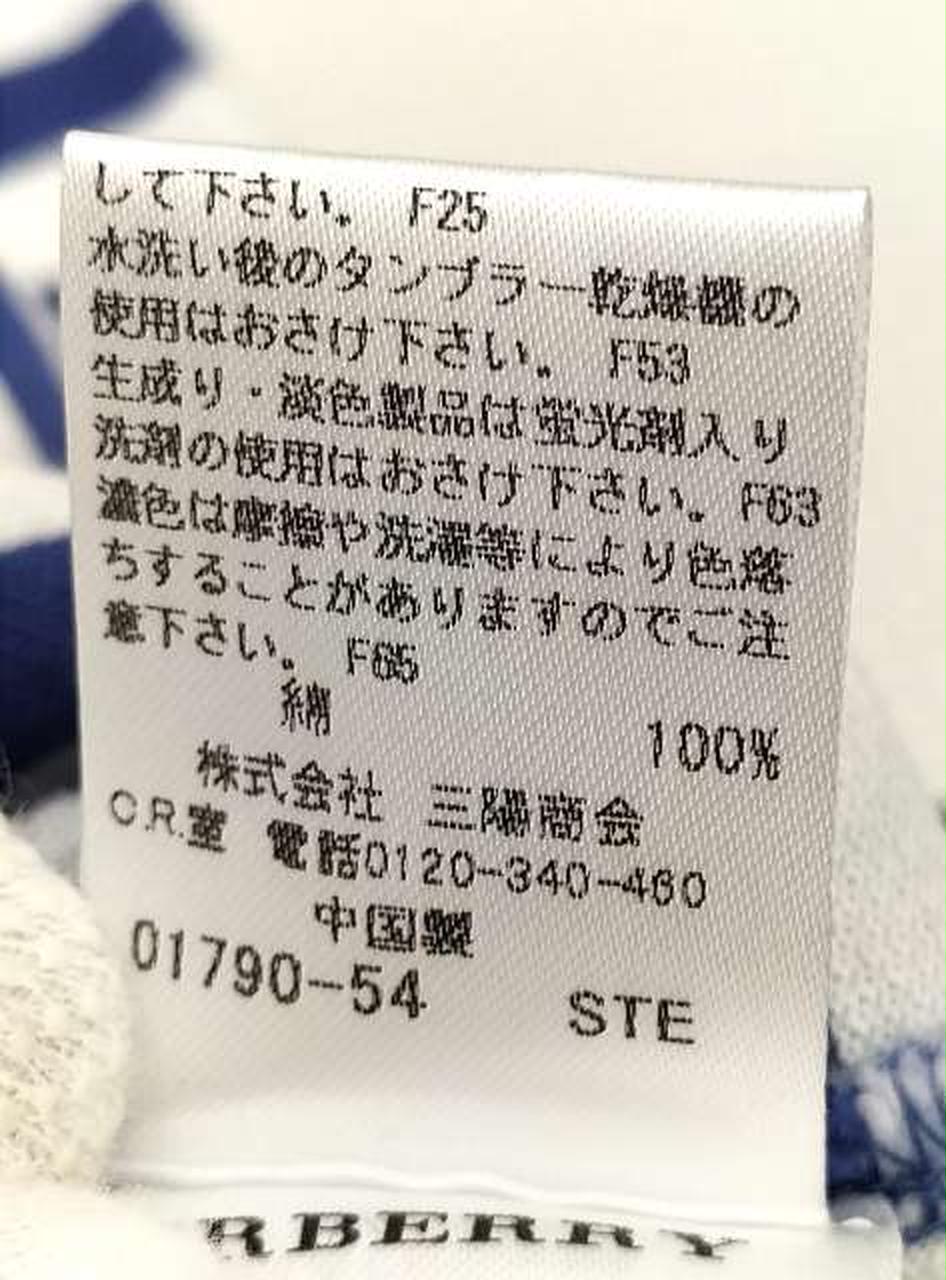 して下さい。 F25
水洗い後のタンブラー乾燥機の
使用はおさけ下さい。 F53
生成り・淡色製品は蛍光剤入り
洗剤の使用はおさけ下さい。F63
濃色は摩擦や洗濯等により色落
ちすることがありますのでご注
意下さい。 F65
綿 100%
株式会社 三陽商会
C.R.室 電話0120-340-460
中国製
01790-54 STE
RBERRY